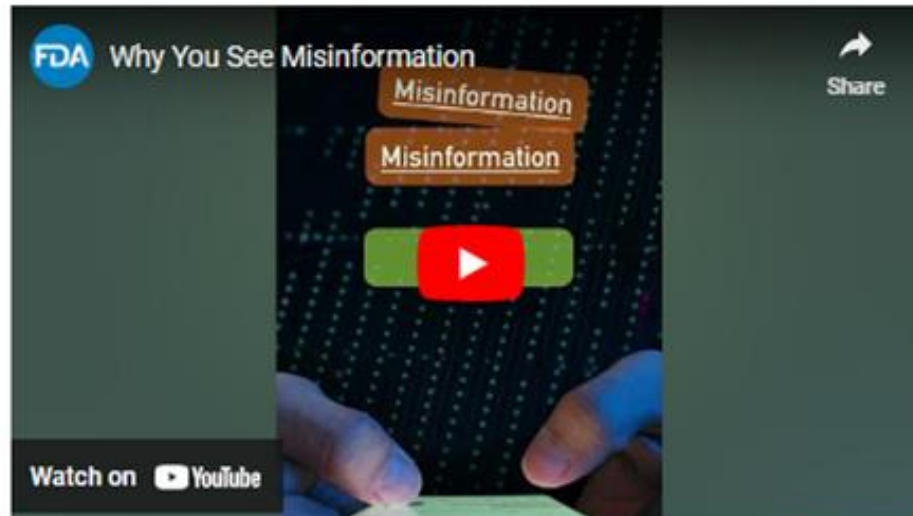 FDA Why You See Misinformation
Share
Misinformation
Misinformation
Watch on YouTube